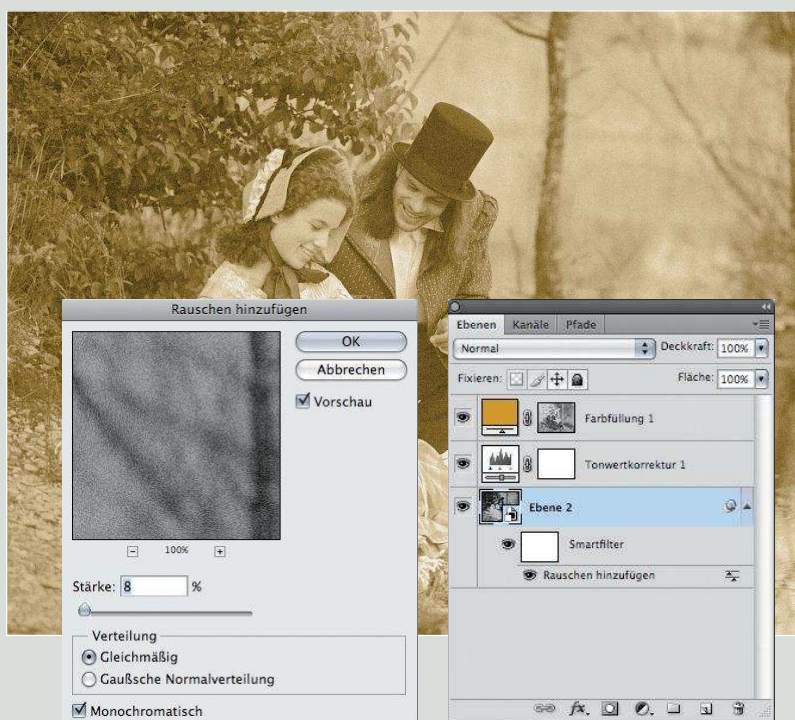 Rauschen hinzufügen
OK
Abbrechen
Vorschau
100%
Stärke: 8 %
Verteilung
Gleichmäßig
Gaußsche Normalverteilung
Monochromatisch
Ebenen Kanäle Pfade
Normal Deckkraft: 100%
Fixieren: Fläche: 100%
Farbfüllung 1
Tonwertkorrektur 1
Ebene 2
Smartfilter
Rauschen hinzufügen
fx.